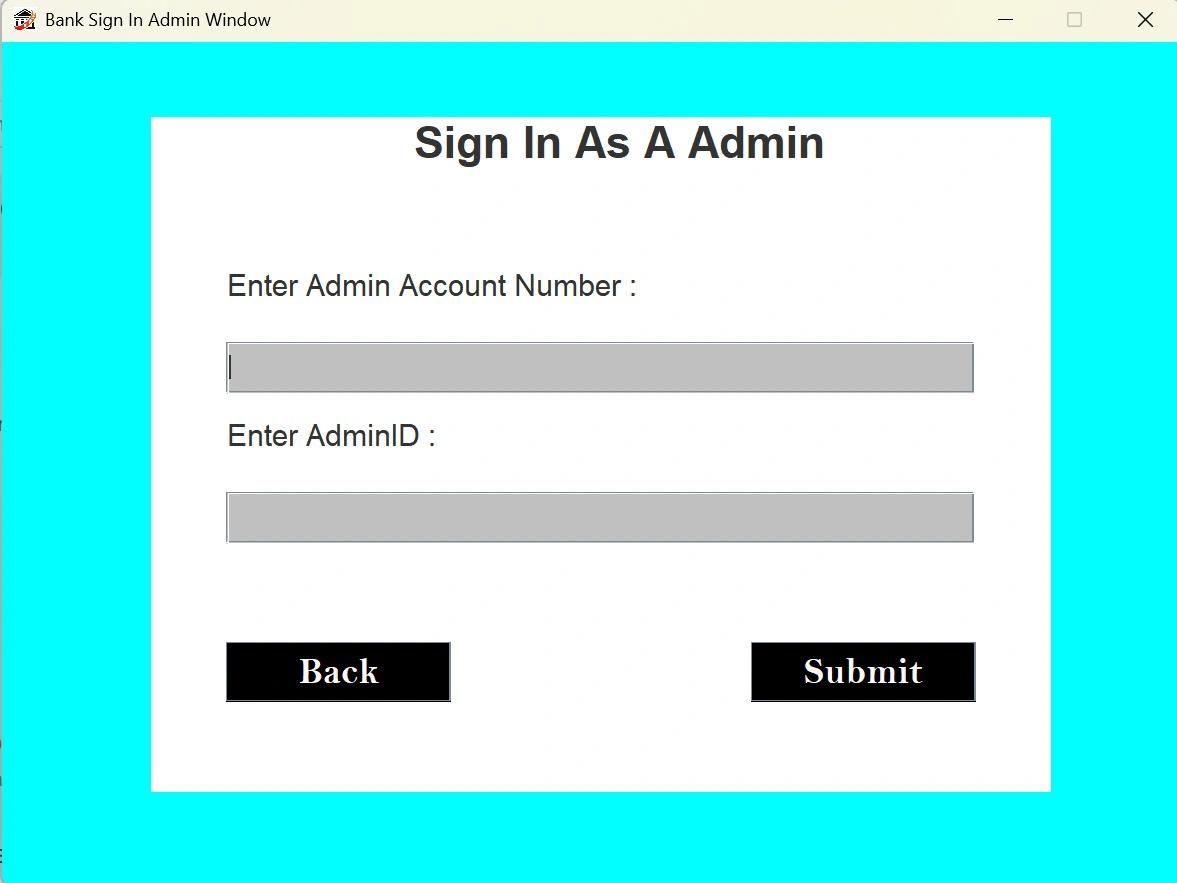 Bank Sign In Admin Window
Sign In As A Admin
Enter Admin Account Number :
Enter AdminID :
Back
Submit